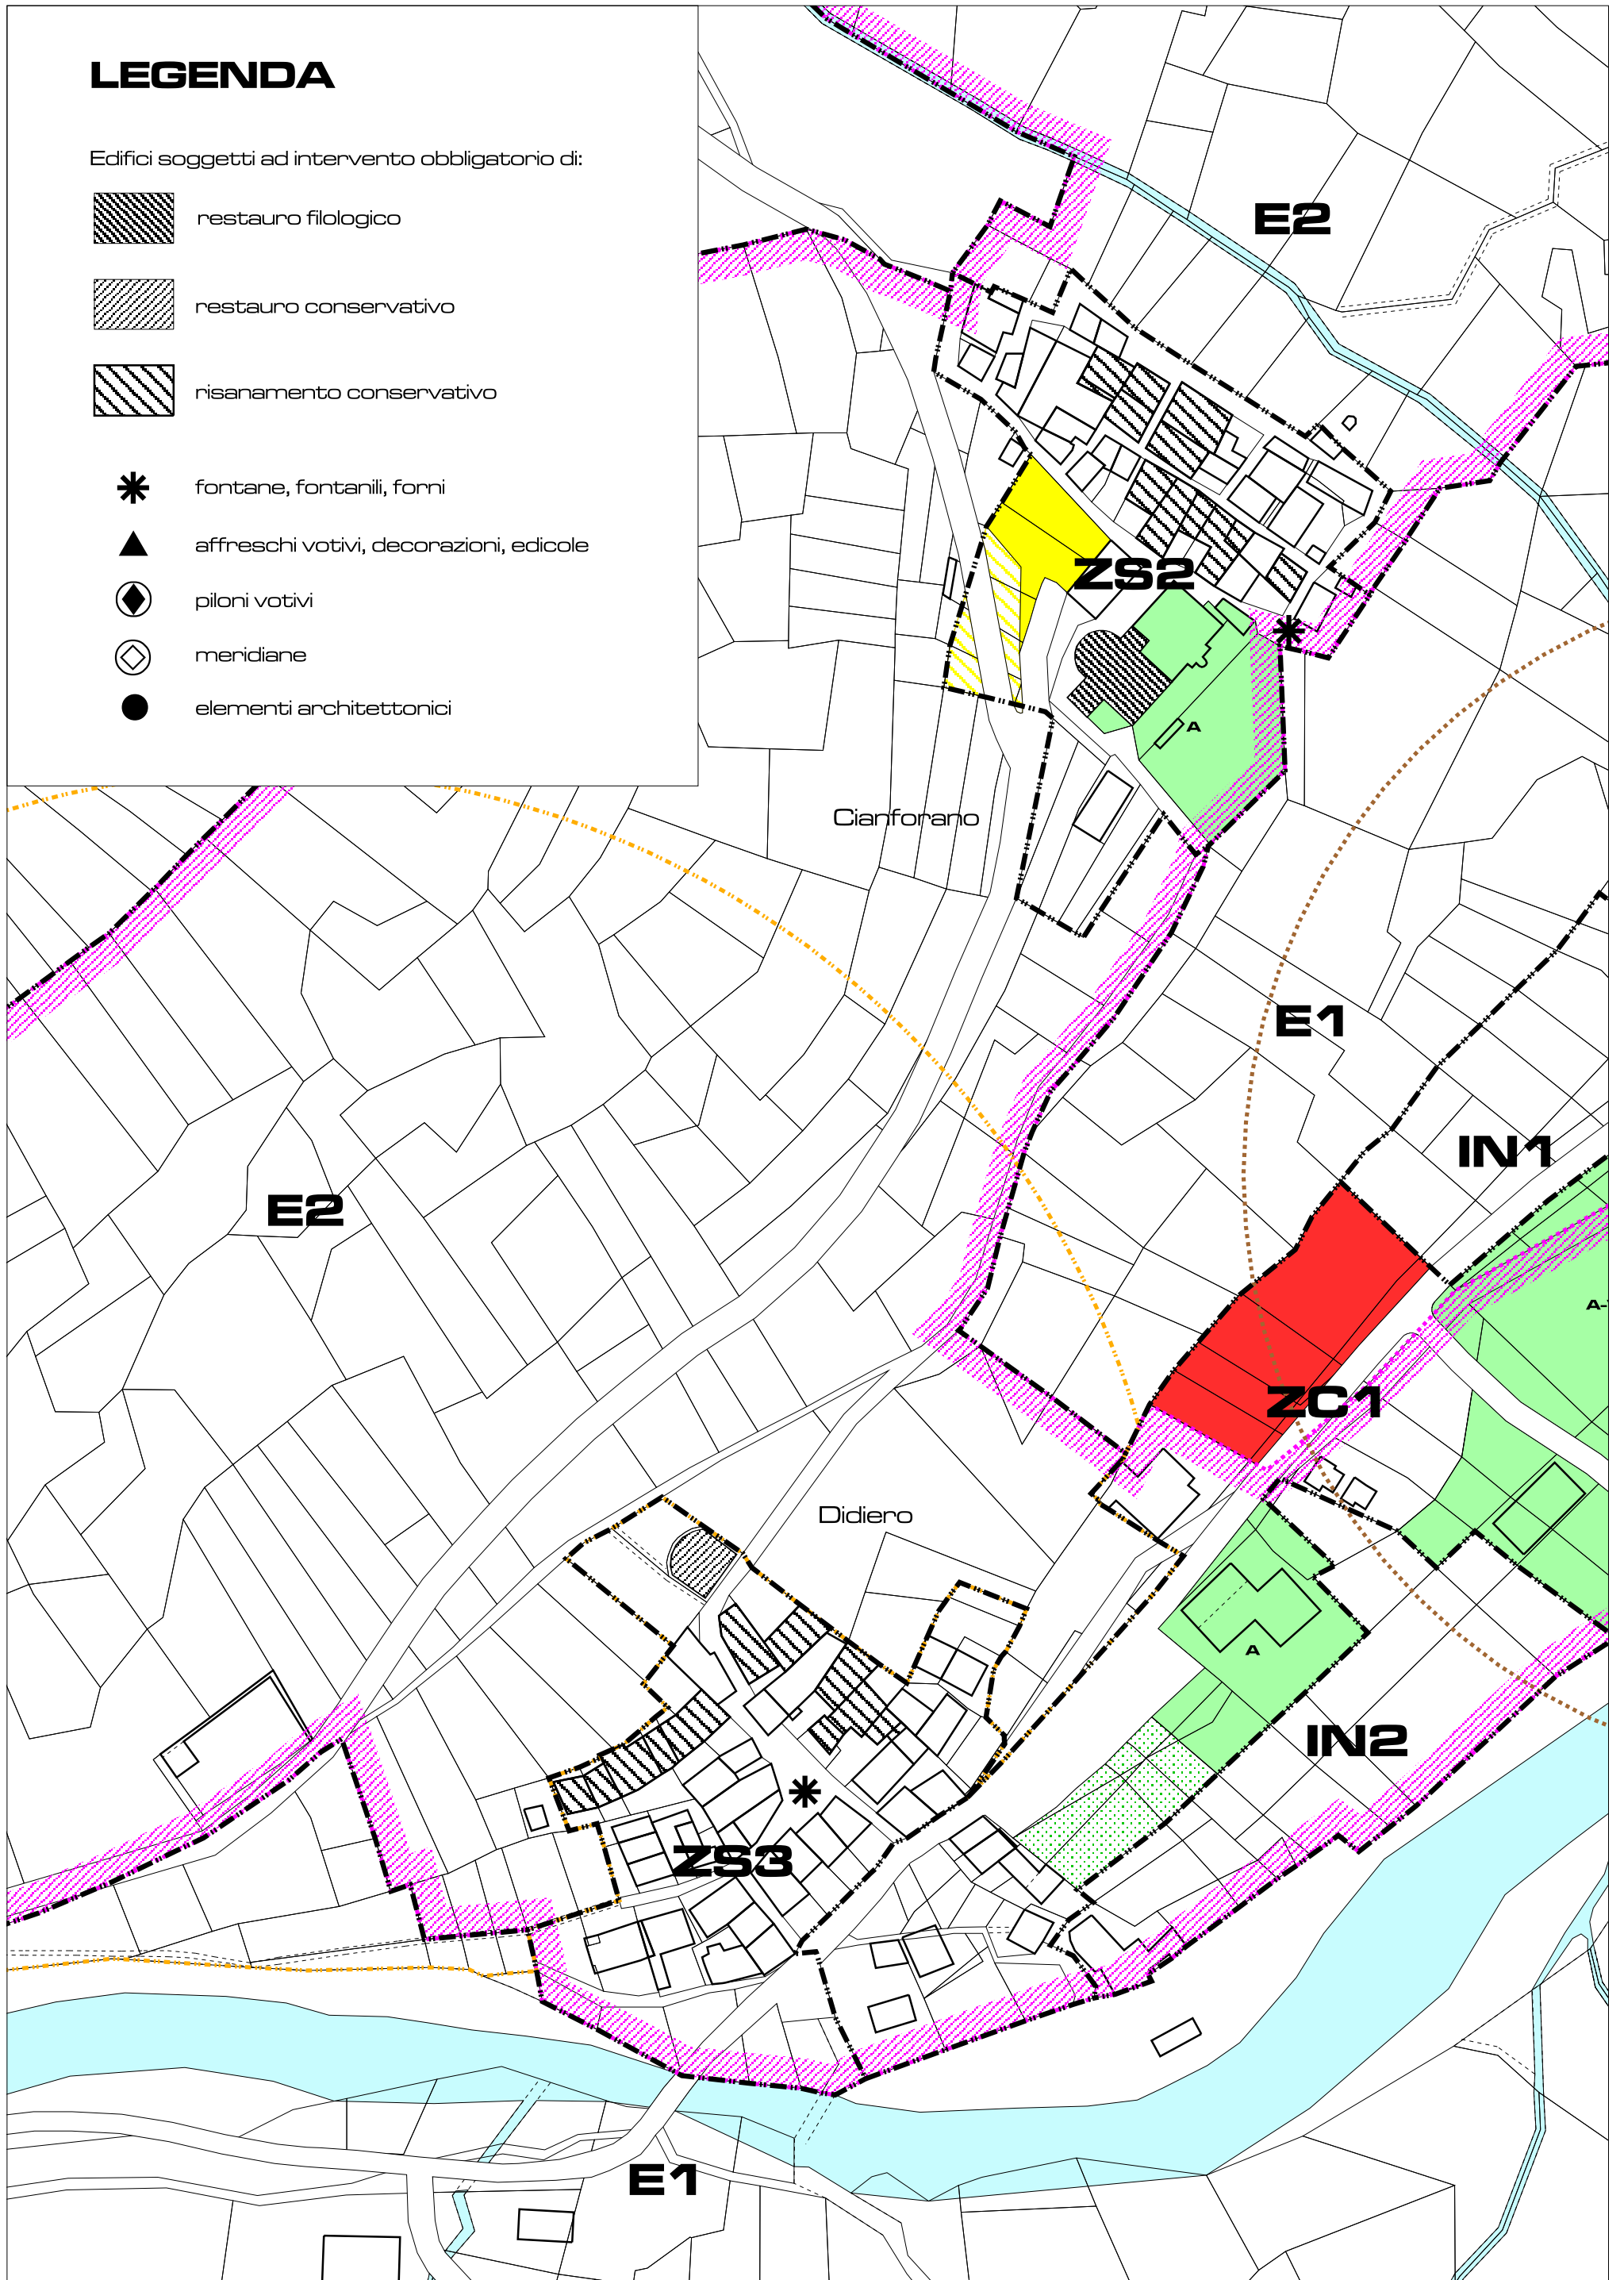 LEGENDA
Edifici soggetti ad intervento obbligatorio di:
restauro filologico
restauro conservativo
risanamento conservativo
fontane, fontanili, forni
affreschi votivi, decorazioni, edicole
piloni votivi
meridiane
elementi architettonici
E2
ZS2
A
Cianforano
E1
IN1
E2
A-
ZC1
Didiero
A
IN2
ZS3
E1